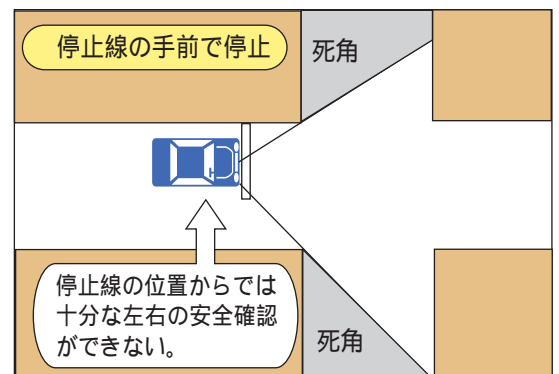 停止線の手前で停止
死角
停止線の位置からでは
十分な左右の安全確認
ができない。
死角